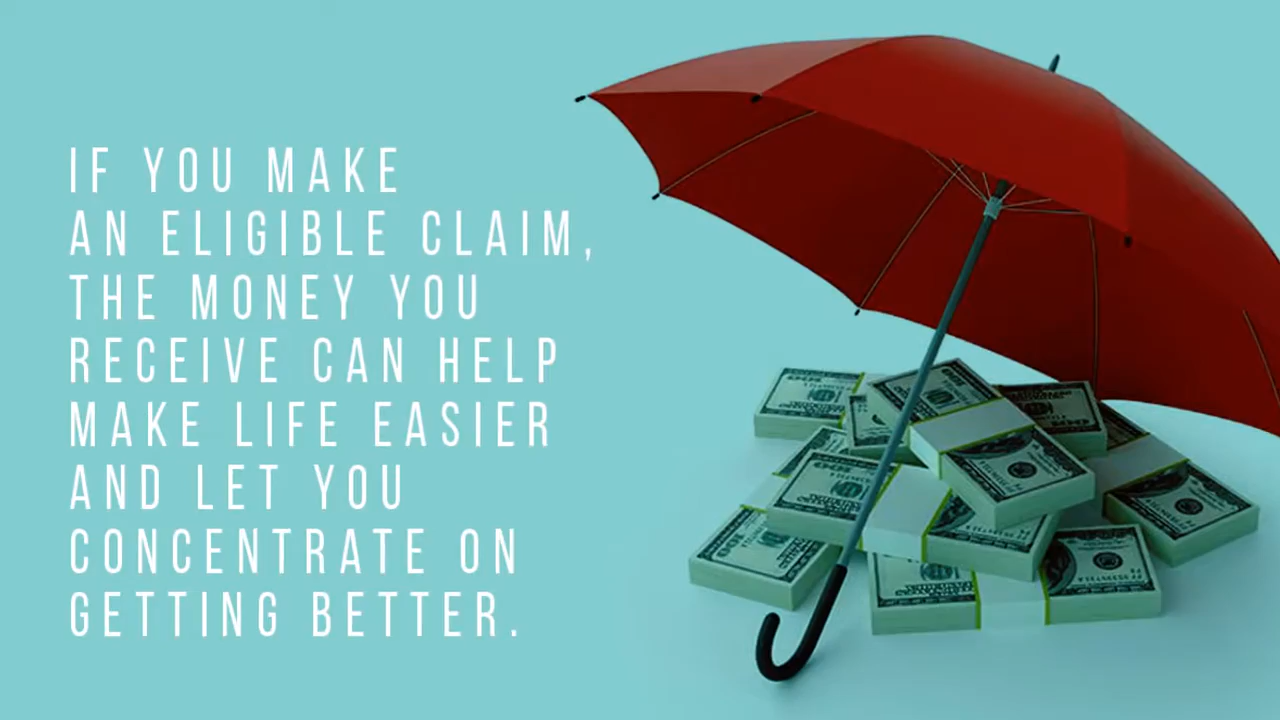 IF YOU MAKE
AN ELIGIBLE CLAIM,
THE MONEY YOU
RECEIVE CAN HELP
MAKE LIFE EASIER
AND LET YOU
CONCENTRATE ON
GETTING BETTER.